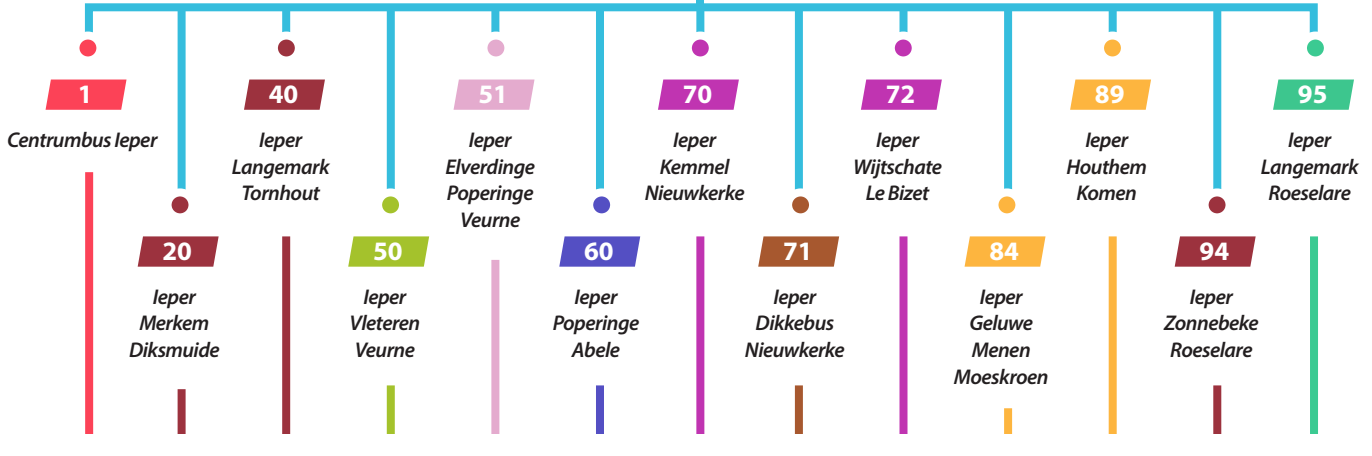 1
Centrumbus Ieper
20
Ieper
Merkem
Diksmuide
40
Ieper
Langemark
Tornhout
50
Ieper
Vleteren
Veurne
51
Ieper
Elverdinge
Poperinge
Veurne
60
Ieper
Poperinge
Abele
70
Ieper
Kemmel
Nieuwkerke
71
Ieper
Dikkebus
Nieuwkerke
72
Ieper
Wijtschate
Le Bizet
84
Ieper
Geluwe
Menen
Moeskroen
89
Ieper
Houthem
Komen
94
Ieper
Zonnebeke
Roeselare
95
Ieper
Langemark
Roeselare